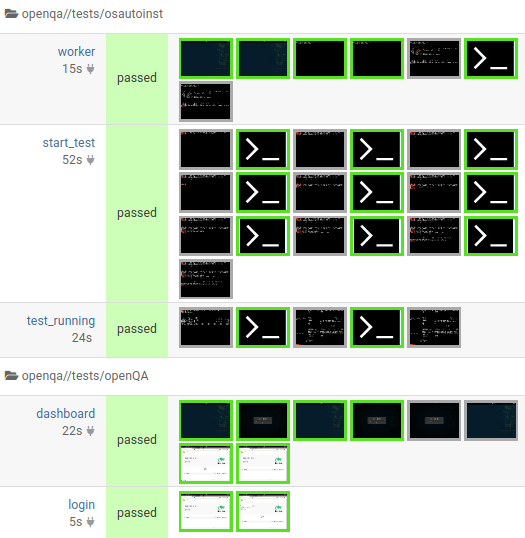 openqa//tests/osautoinst
worker
15s
passed
start_test
52s
passed
test_running
24s
passed
openqa//tests/openQA
dashboard
22s
passed
login
5s
passed